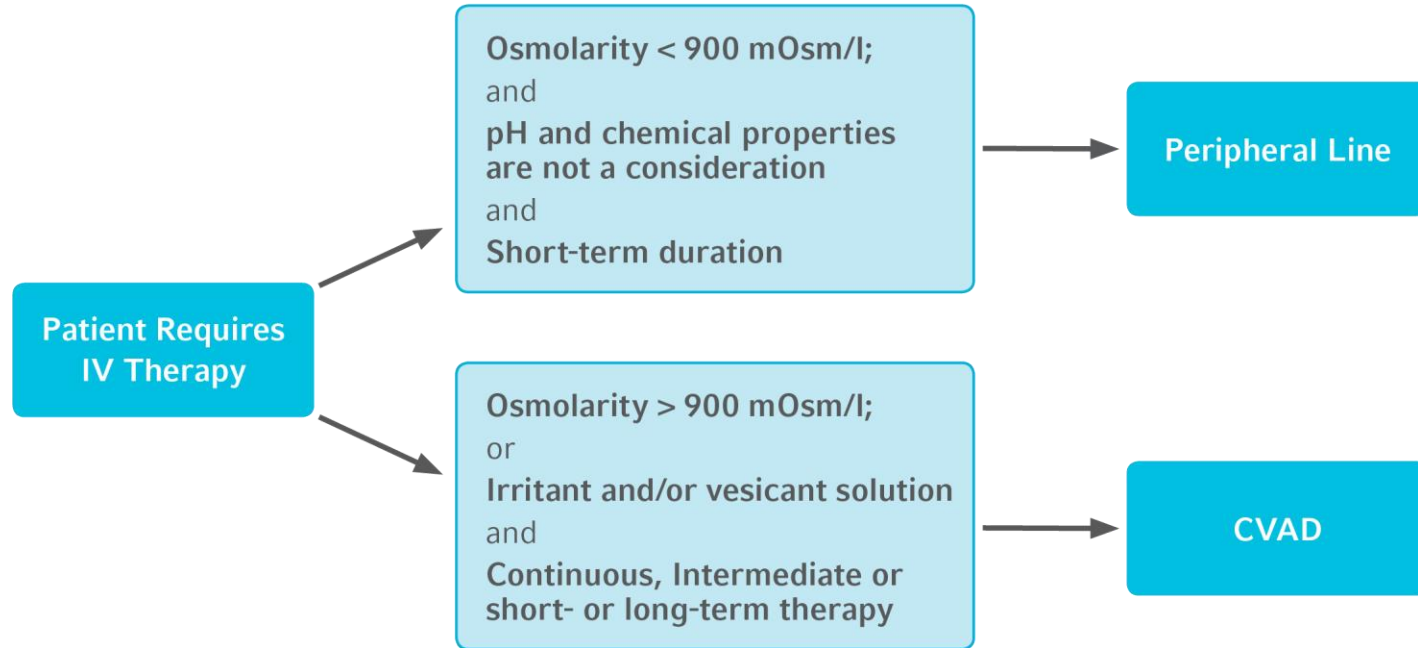 Patient Requires
IV Therapy
Osmolarity < 900 mOsm/l;
and
pH and chemical properties
are not a consideration
and
Short-term duration
Peripheral Line
Osmolarity > 900 mOsm/l;
or
Irritant and/or vesicant solution
and
Continuous, Intermediate or
short- or long-term therapy
CVAD